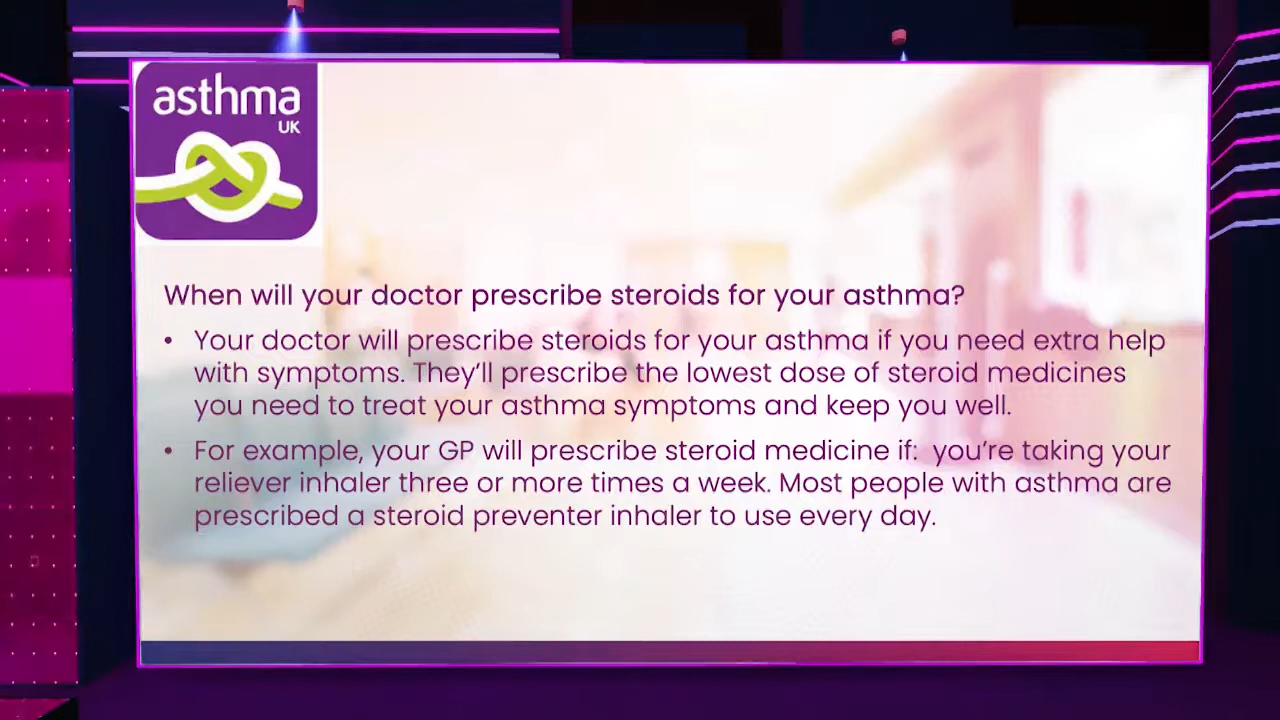 asthma
UK
When will your doctor prescribe steroids for your asthma?
• Your doctor will prescribe steroids for your asthma if you need extra help
with symptoms. They’ll prescribe the lowest dose of steroid medicines
you need to treat your asthma symptoms and keep you well.
• For example, your GP will prescribe steroid medicine if:  you’re taking your
reliever inhaler three or more times a week. Most people with asthma are
prescribed a steroid preventer inhaler to use every day.